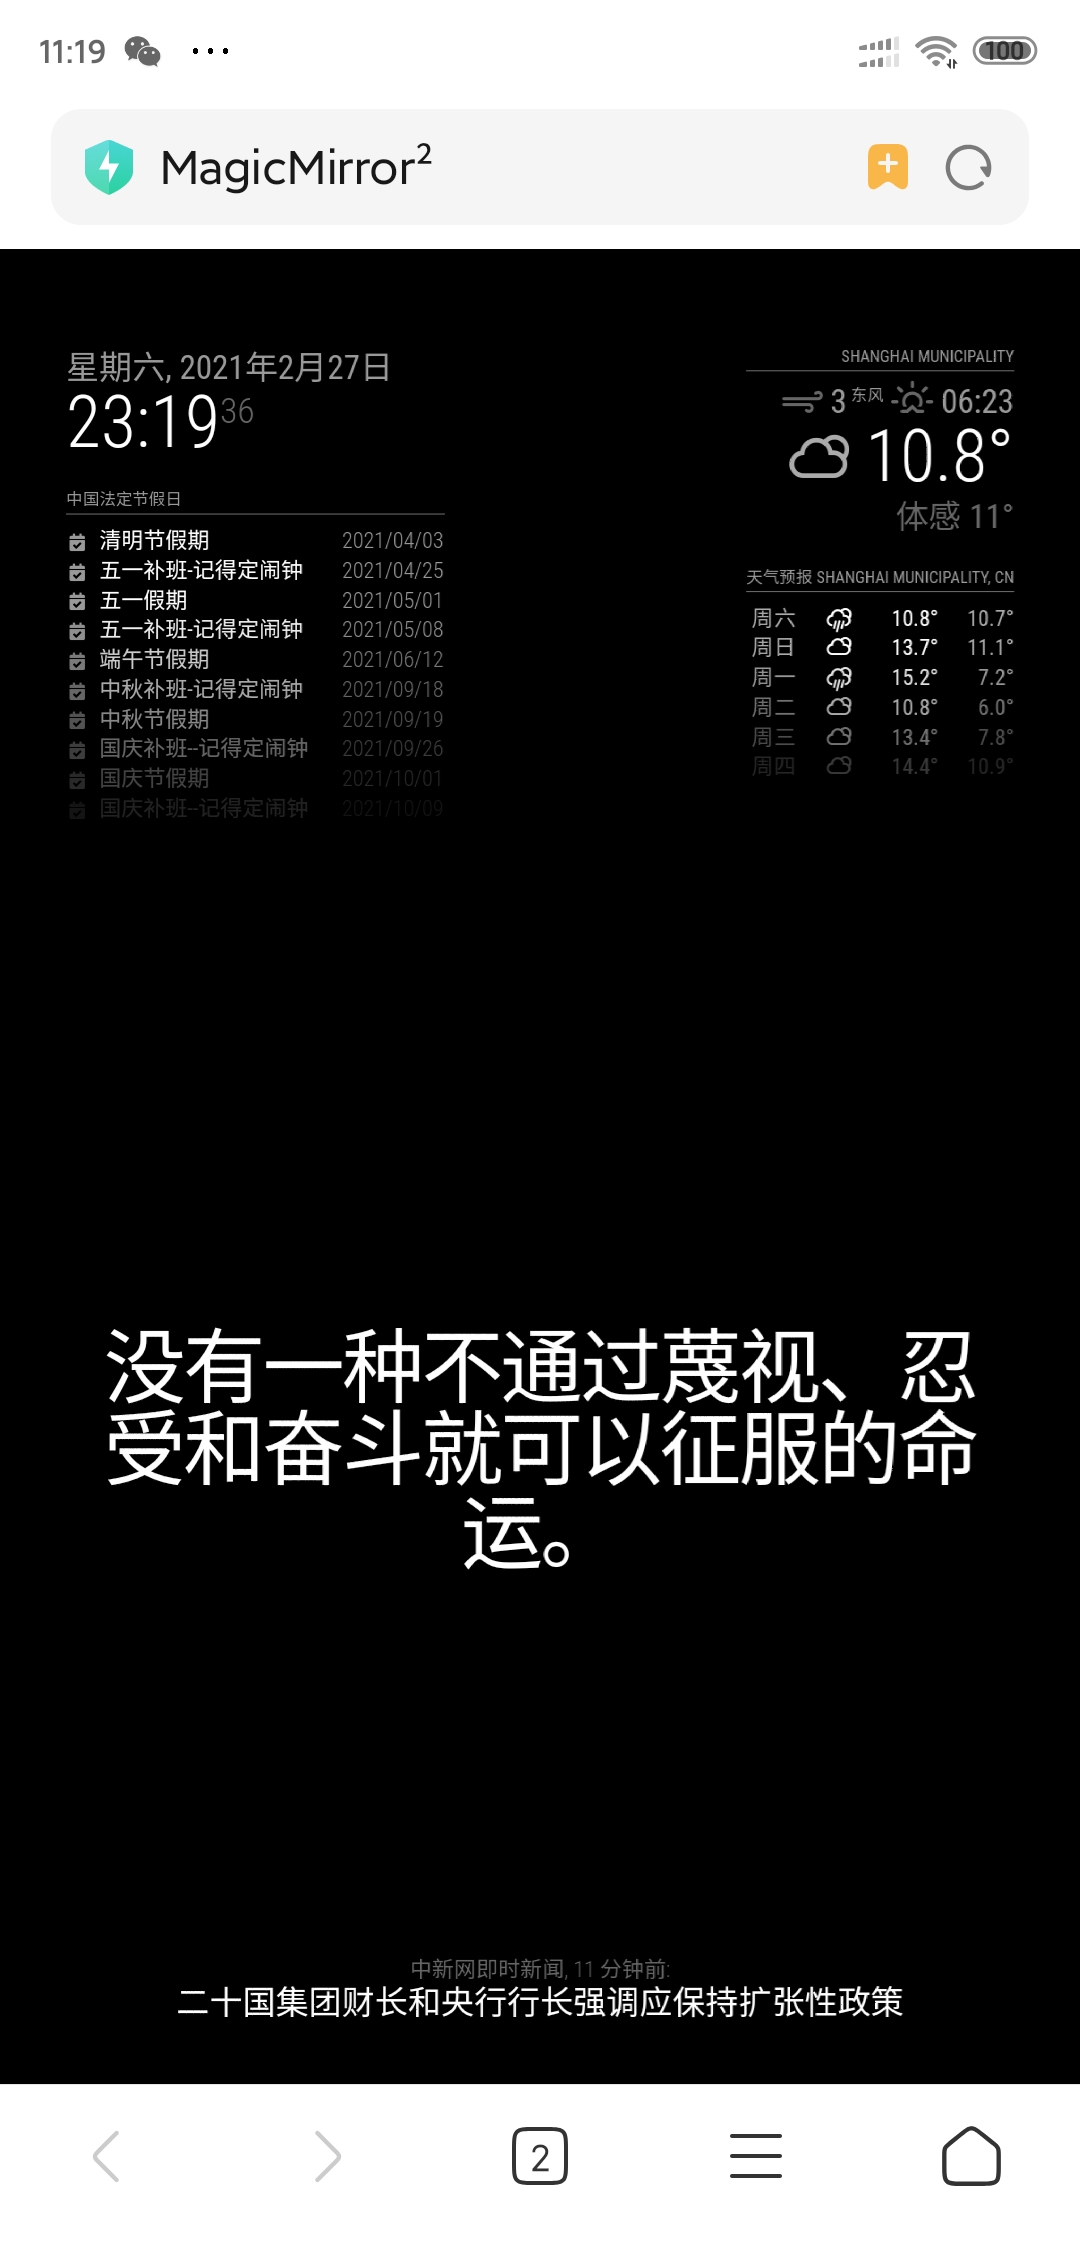 11:19
100
MagicMirror²
星期六, 2021年2月27日
23:19 36
中国法定节假日
清明节假期 2021/04/03
五一补班-记得定闹钟 2021/04/25
五一假期 2021/05/01
五一补班-记得定闹钟 2021/05/08
端午节假期 2021/06/12
中秋补班-记得定闹钟 2021/09/18
中秋节假期 2021/09/19
国庆补班--记得定闹钟 2021/09/26
国庆节假期 2021/10/01
国庆补班--记得定闹钟 2021/10/09
SHANGHAI MUNICIPALITY
3 东风 06:23
10.8°
体感 11°
天气预报 SHANGHAI MUNICIPALITY, CN
周六 10.8° 10.7°
周日 13.7° 11.1°
周一 15.2° 7.2°
周二 10.8° 6.0°
周三 13.4° 7.8°
周四 14.4° 10.9°
没有一种不通过蔑视、忍
受和奋斗就可以征服的命
运。
中新网即时新闻, 11 分钟前:
二十国集团财长和央行行长强调应保持扩张性政策
2